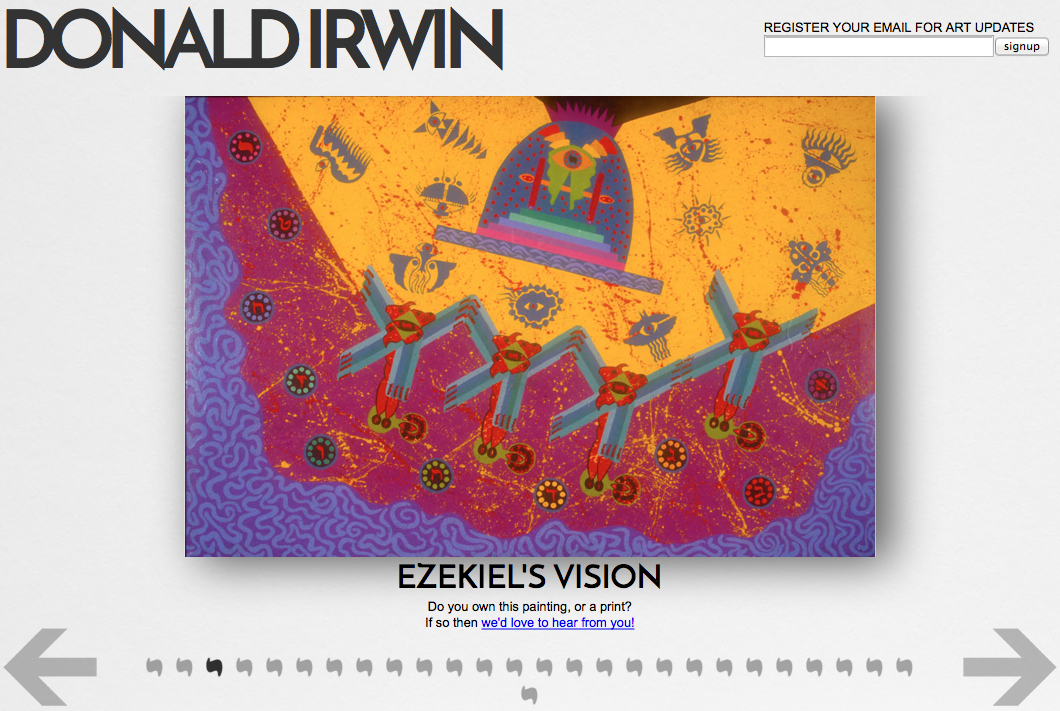 DONALD IRWIN
REGISTER YOUR EMAIL FOR ART UPDATES
signup
EZEKIEL'S VISION
Do you own this painting, or a print?
If so then we'd love to hear from you!